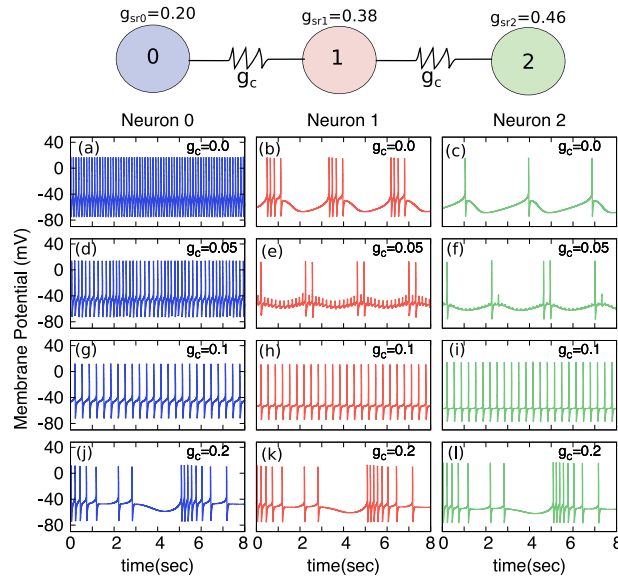 g_sr0=0.20 g_sr1=0.38 g_sr2=0.46
0 1 2
g_c g_c
Neuron 0 Neuron 1 Neuron 2
Membrane Potential (mV)
40
0
-40
-80
(a) g_c=0.0
(b) g_c=0.0
(c) g_c=0.0
40
0
-40
-80
(d) g_c=0.05
(e) g_c=0.05
(f) g_c=0.05
40
0
-40
-80
(g) g_c=0.1
(h) g_c=0.1
(i) g_c=0.1
40
0
-40
-80
(j) g_c=0.2
(k) g_c=0.2
(l) g_c=0.2
0 2 4 6 8 0 2 4 6 8 0 2 4 6 8
time(sec) time(sec) time(sec)